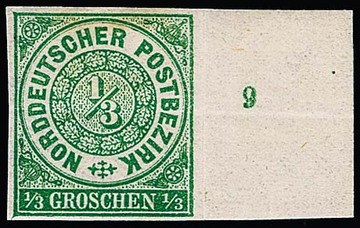 NORDDEUTSCHER POSTBEZIRK
1/3
1/3 GROSCHEN 1/3
9